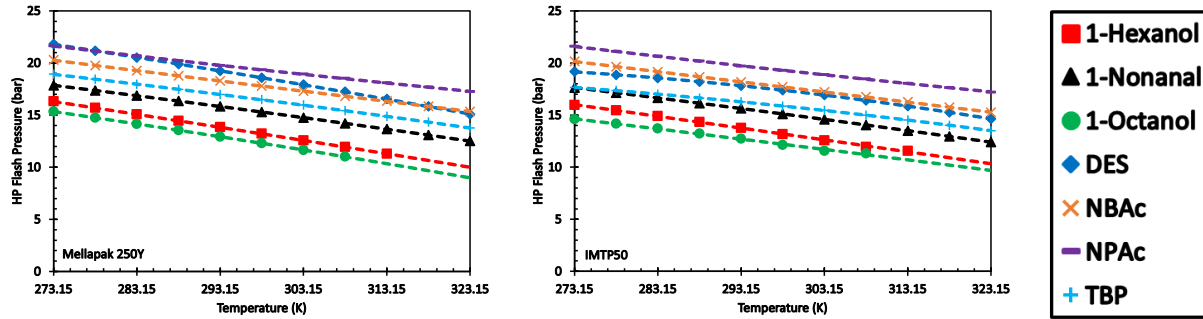 HP Flash Pressure (bar)
25
20
15
10
5
0
Mellapak 250Y
273.15 283.15 293.15 303.15 313.15 323.15
Temperature (K)
HP Flash Pressure (bar)
25
20
15
10
5
0
IMTP50
273.15 283.15 293.15 303.15 313.15 323.15
Temperature (K)
1-Hexanol
1-Nonanal
1-Octanol
DES
NBAc
NPAc
TBP